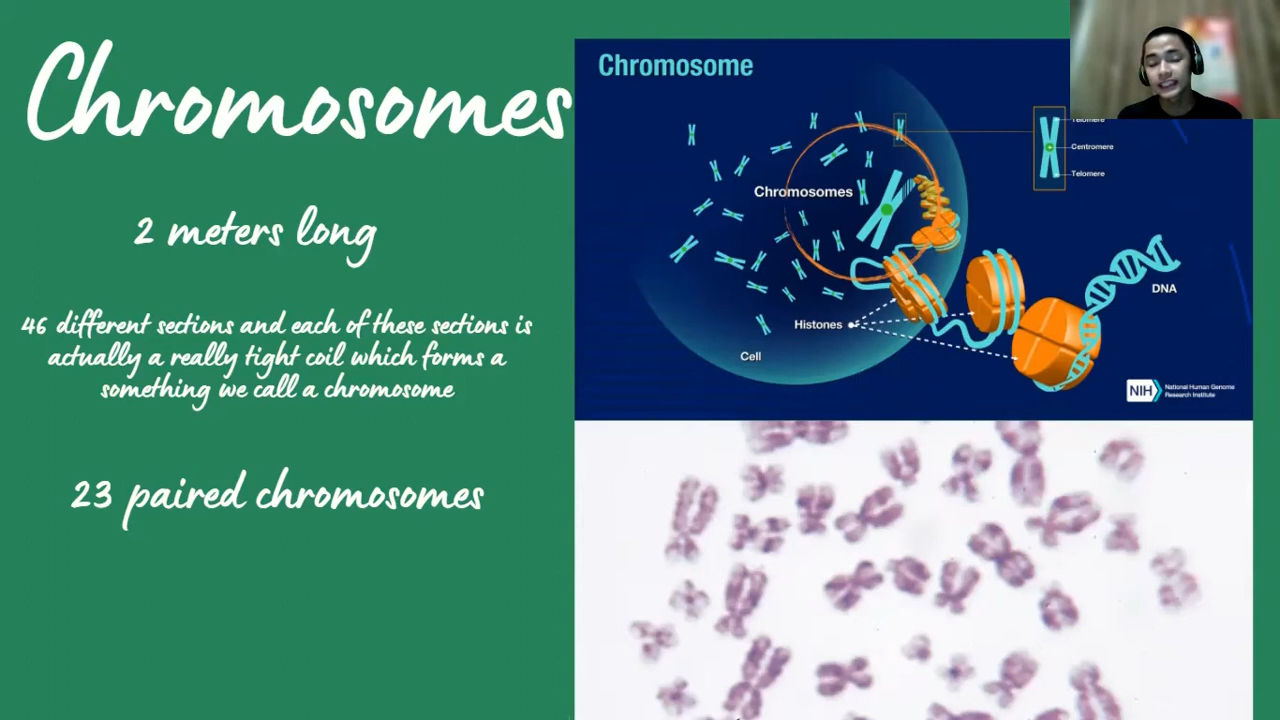 Chromosomes
2 meters long
46 different sections and each of these sections is
actually a really tight coil which forms a
something we call a chromosome
23 paired chromosomes
Chromosome
Telomere
Centromere
Telomere
Chromosomes
DNA
Histones
Cell
NIH
National Human Genome
Research Institute